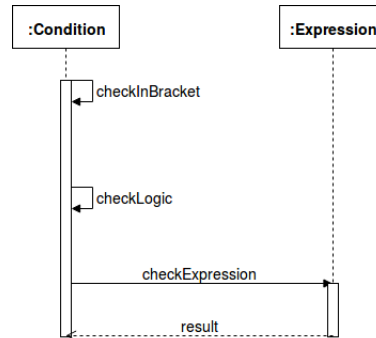 :Condition
:Expression
checkInBracket
checkLogic
checkExpression
result